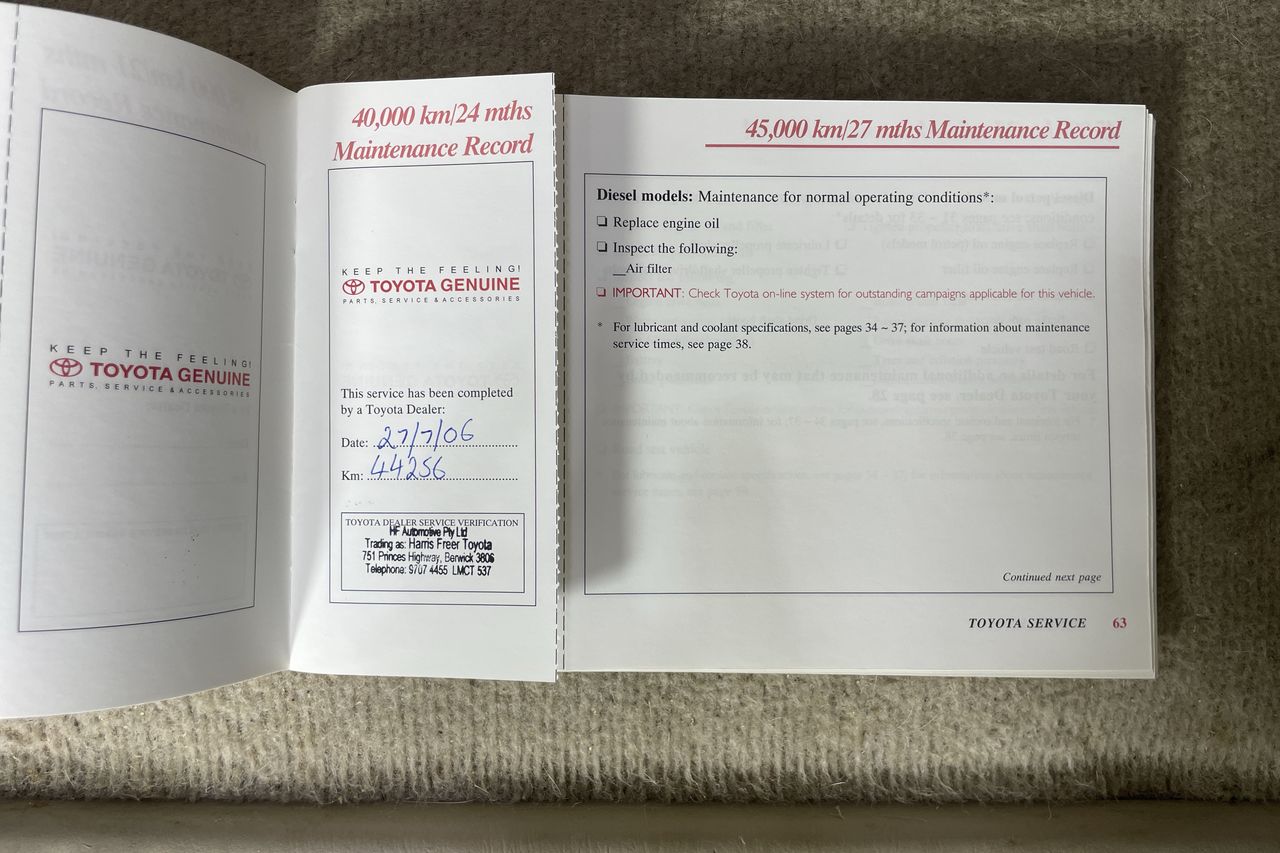 KEEP THE FEELING!
TOYOTA GENUINE
PARTS, SERVICE & ACCESSORIES
40,000 km/24 mths
Maintenance Record
KEEP THE FEELING!
TOYOTA GENUINE
PARTS, SERVICE & ACCESSORIES
This service has been completed
by a Toyota Dealer:
Date: 27/7/06
Km: 44256
TOYOTA DEALER SERVICE VERIFICATION
HF Automotive Pty Ltd
Trading as: Harris Freer Toyota
751 Princes Highway, Berwick 3806
Telephone: 9707 4455 LMCT 537
45,000 km/27 mths Maintenance Record
Diesel models: Maintenance for normal operating conditions*:
❏ Replace engine oil
❏ Inspect the following:
__Air filter
❏ IMPORTANT: Check Toyota on-line system for outstanding campaigns applicable for this vehicle.
* For lubricant and coolant specifications, see pages 34 ~ 37; for information about maintenance
service times, see page 38.
Continued next page
TOYOTA SERVICE 63